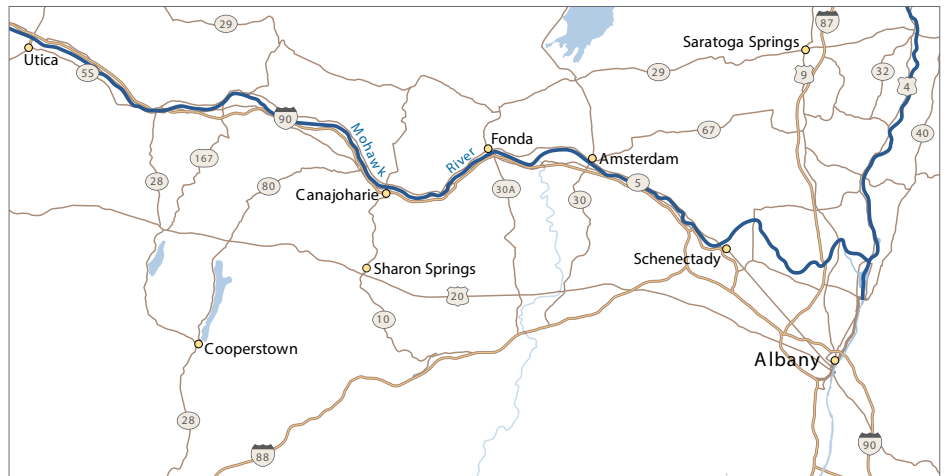 29
87
Saratoga Springs
Utica
5S
29
9
32
4
90
Mohawk
67
40
167
River
Fonda
Amsterdam
28
80
Canajoharie
30A
30
5
Schenectady
Sharon Springs
20
10
Cooperstown
Albany
28
88
90